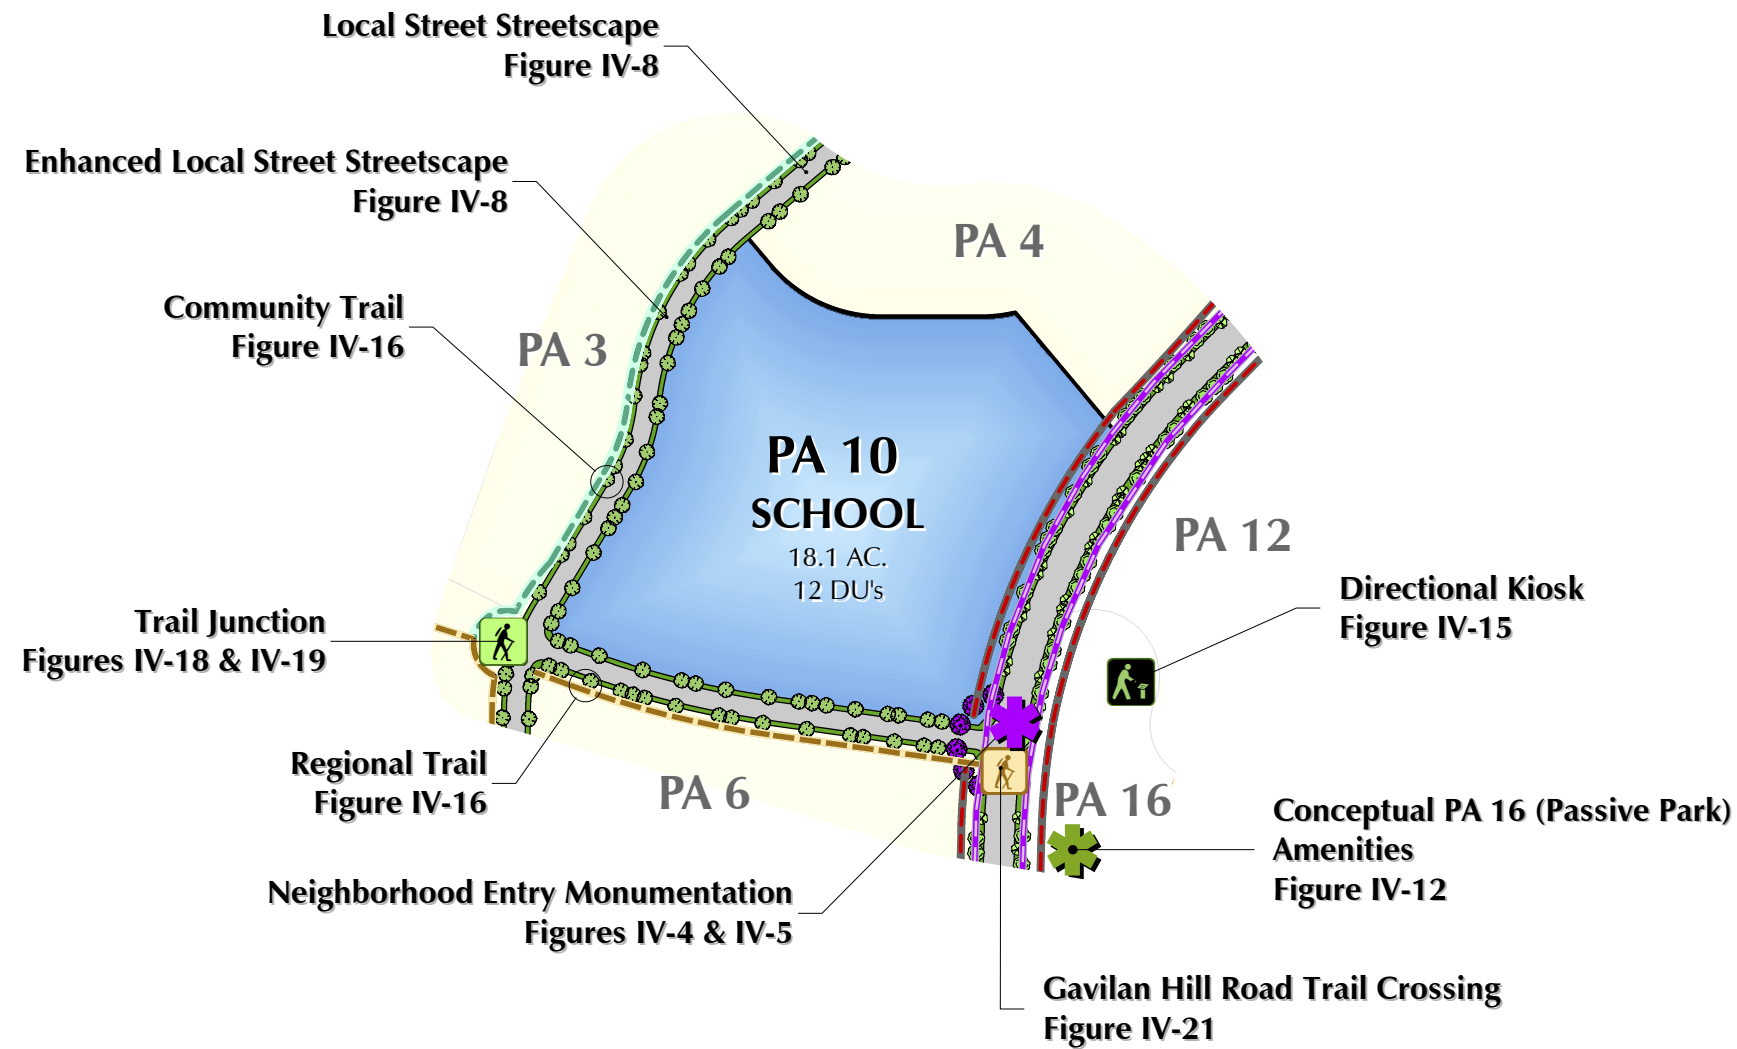 Local Street Streetscape
Figure IV-8
Enhanced Local Street Streetscape
Figure IV-8
PA 4
Community Trail
Figure IV-16
PA 3
PA 10
SCHOOL
18.1 AC.
12 DU's
PA 12
Directional Kiosk
Figure IV-15
Trail Junction
Figures IV-18 & IV-19
Regional Trail
Figure IV-16
PA 6
PA 16
Conceptual PA 16 (Passive Park)
Amenities
Figure IV-12
Neighborhood Entry Monumentation
Figures IV-4 & IV-5
Gavilan Hill Road Trail Crossing
Figure IV-21